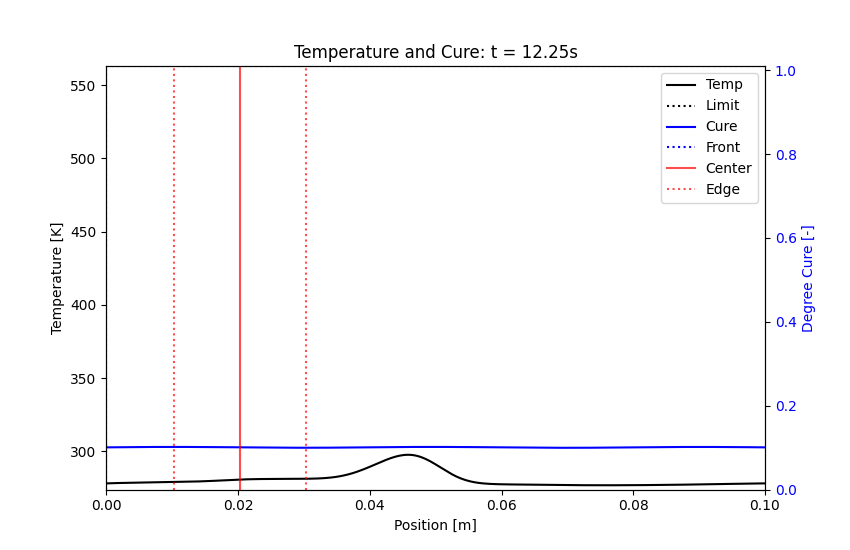 Temperature and Cure: t = 12.25s
Temperature [K]
550
500
450
400
350
300
Temp
Limit
Cure
Front
Center
Edge
1.0
0.8
0.6
0.4
0.2
0.0
Degree Cure [-]
0.00 0.02 0.04 0.06 0.08 0.10
Position [m]